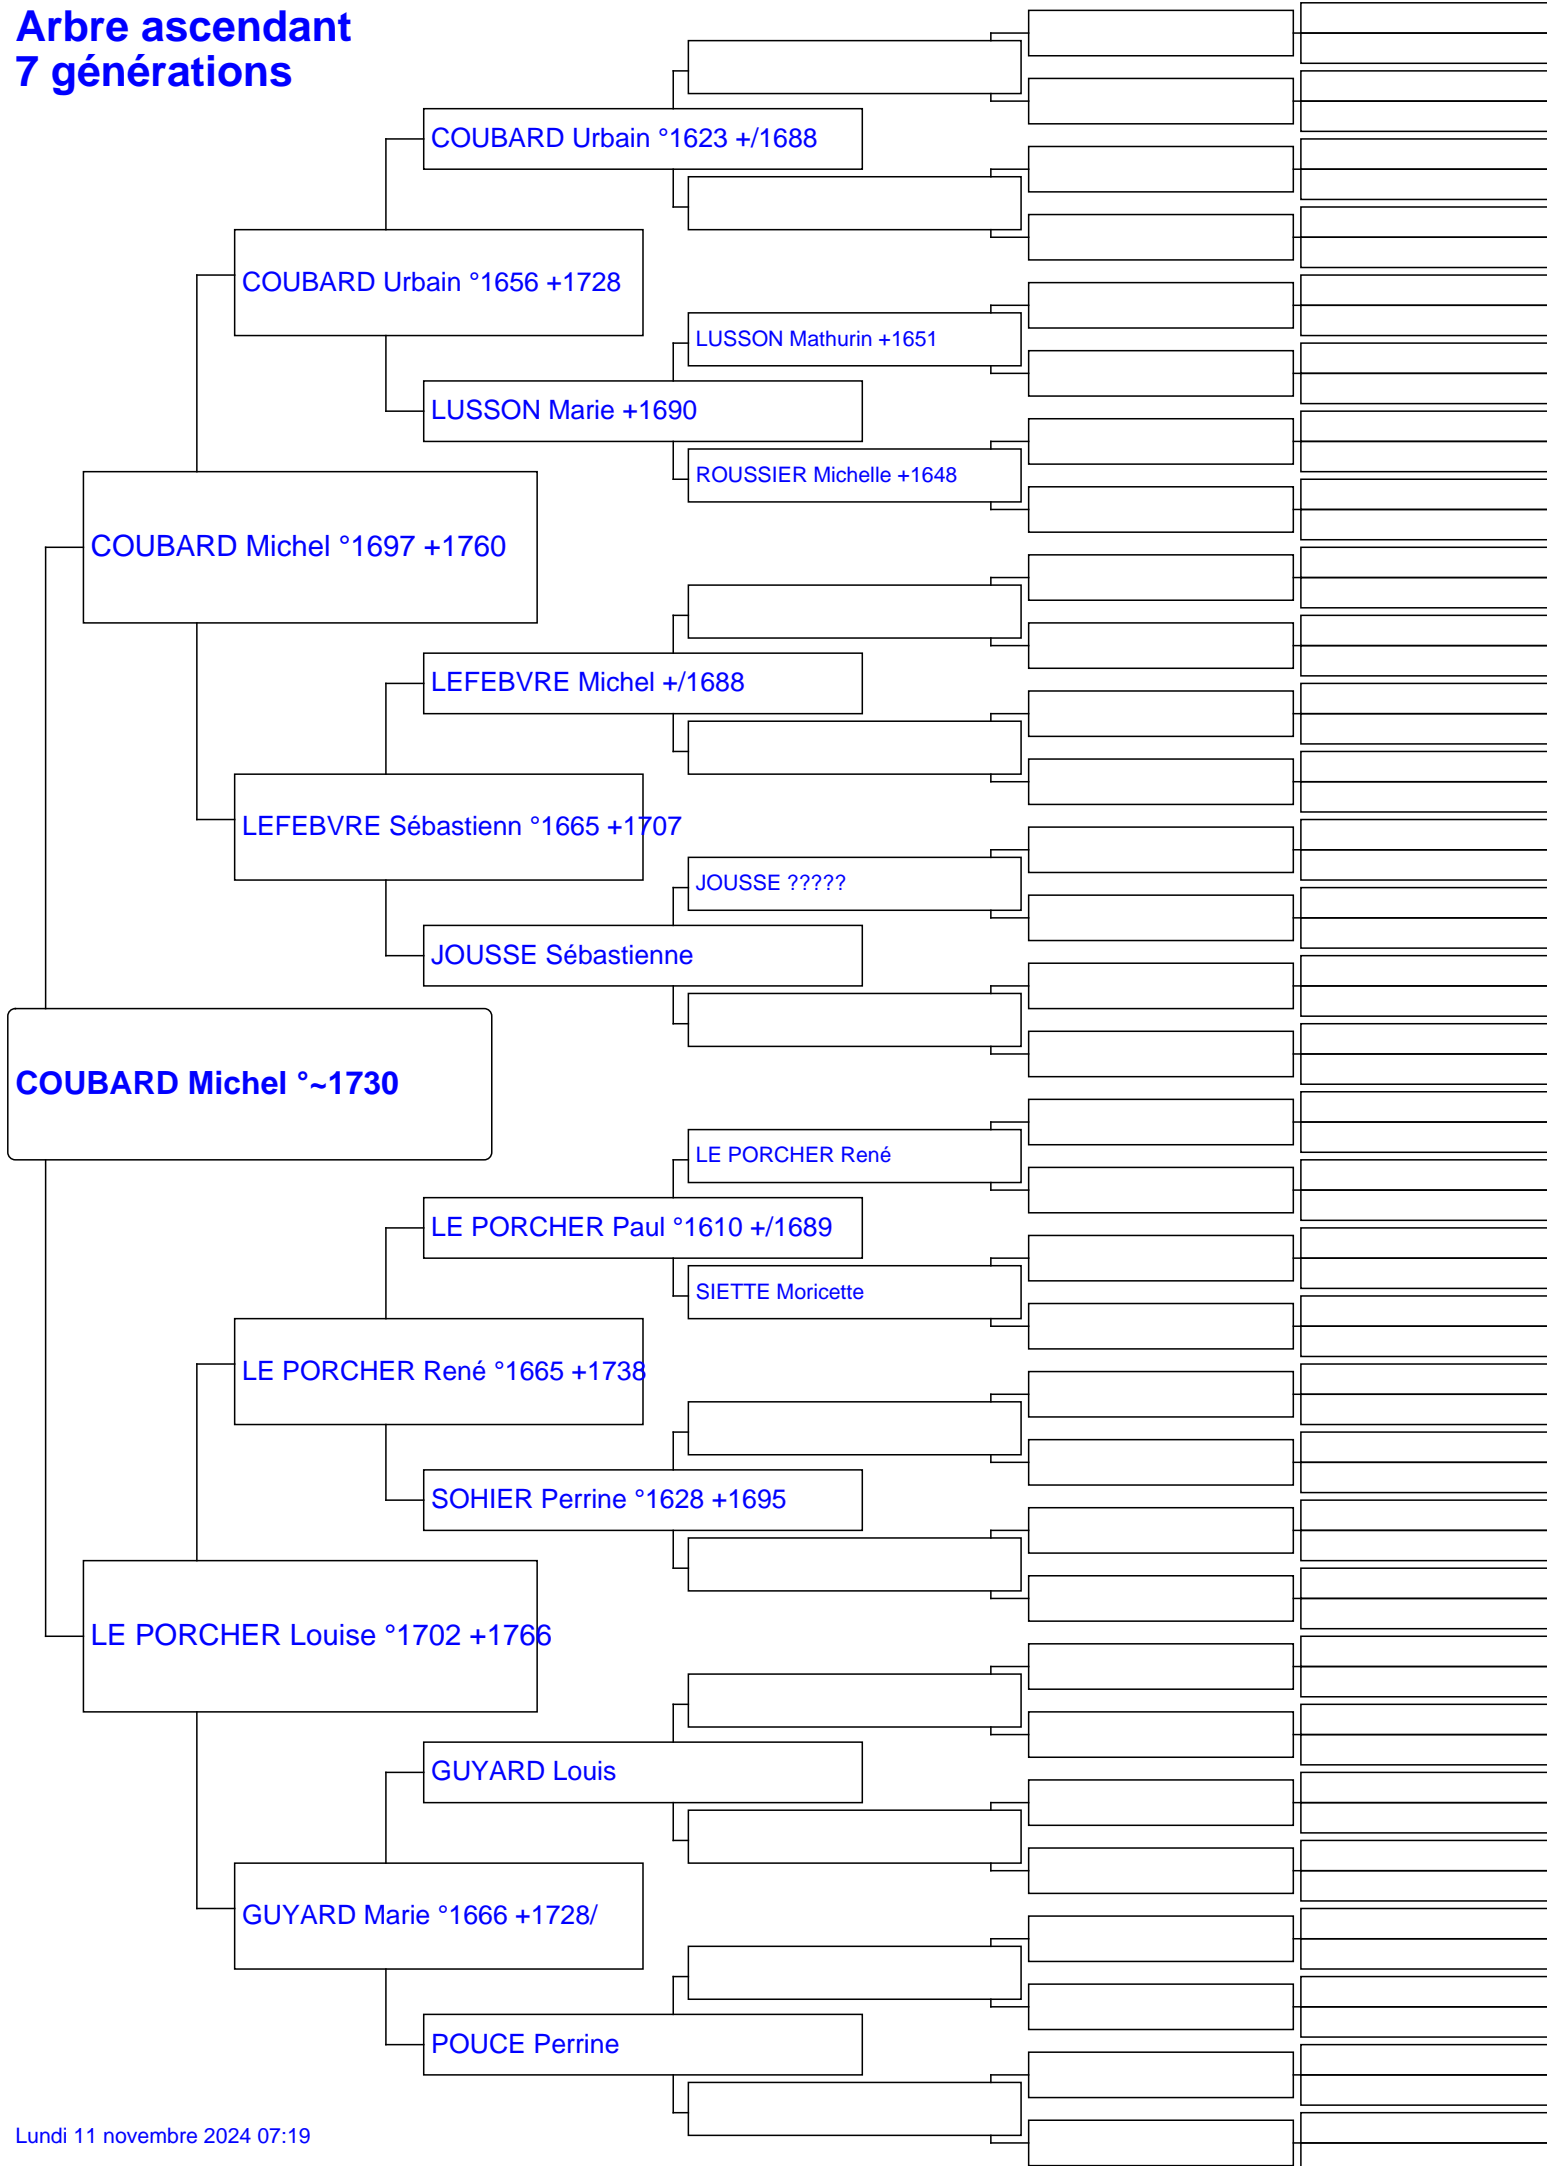 Arbre ascendant
7 générations
COUBARD Urbain °1623 +/1688
COUBARD Urbain °1656 +1728
LUSSON Mathurin +1651
LUSSON Marie +1690
ROUSSIER Michelle +1648
COUBARD Michel °1697 +1760
LEFEBVRE Michel +/1688
LEFEBVRE Sébastienn °1665 +1707
JOUSSE ?????
JOUSSE Sébastienne
COUBARD Michel °~1730
LE PORCHER René
LE PORCHER Paul °1610 +/1689
SIETTE Moricette
LE PORCHER René °1665 +1738
SOHIER Perrine °1628 +1695
LE PORCHER Louise °1702 +1766
GUYARD Louis
GUYARD Marie °1666 +1728/
POUCE Perrine
Lundi 11 novembre 2024 07:19